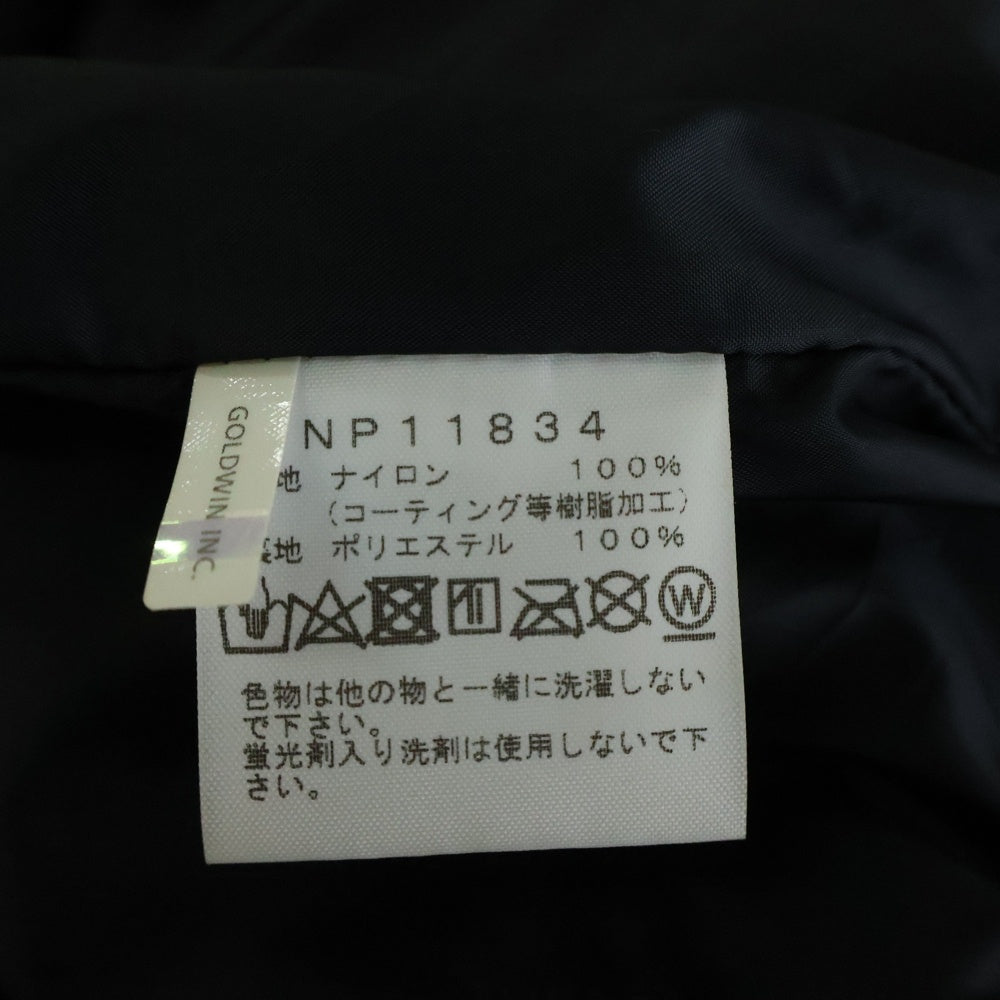 GOLDWIN INC.
NP11834
地 ナイロン 100%
(コーティング等樹脂加工)
裏地 ポリエステル 100%
W
色物は他の物と一緒に洗濯しない
で下さい。
蛍光剤入り洗剤は使用しないで下
さい。